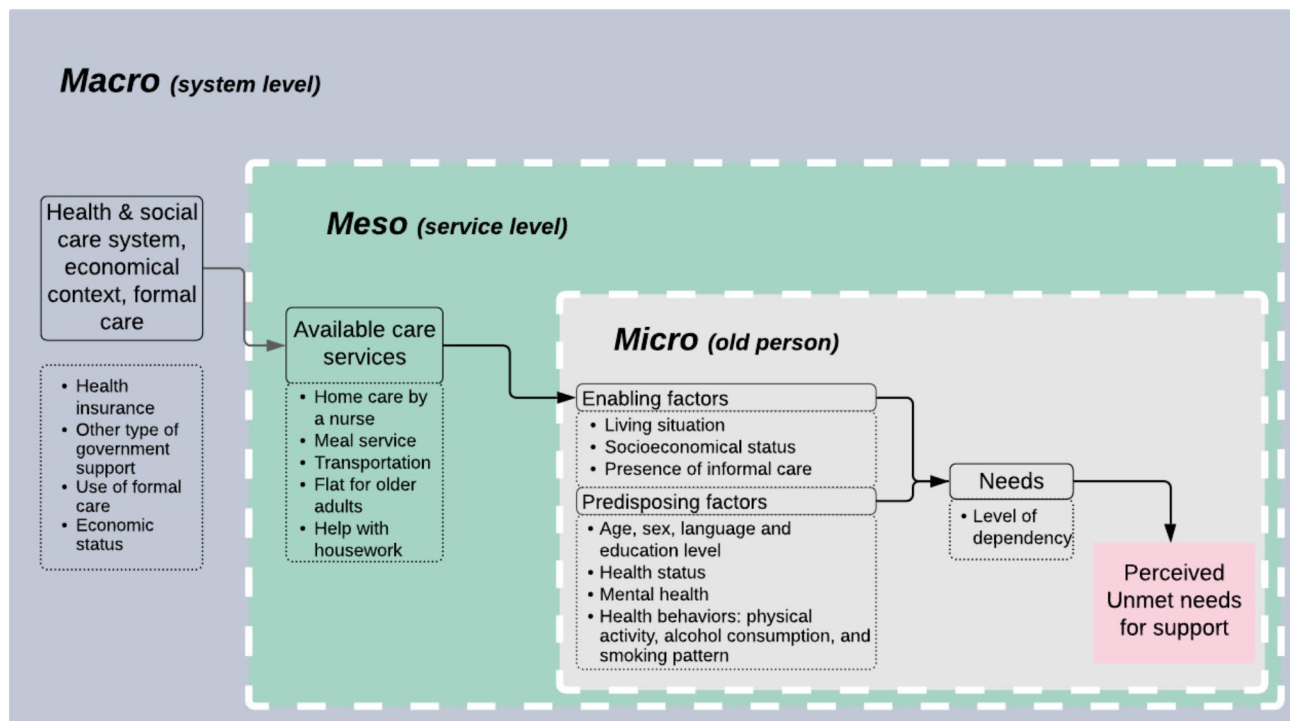 Macro (system level)
Health & social
care system,
economical
context, formal
care
• Health
insurance
• Other type of
government
support
• Use of formal
care
• Economic
status
Meso (service level)
Available care
services
• Home care by
a nurse
• Meal service
• Transportation
• Flat for older
adults
• Help with
housework
Micro (old person)
Enabling factors
• Living situation
• Socioeconomical status
• Presence of informal care
Predisposing factors
• Age, sex, language and
education level
• Health status
• Mental health
• Health behaviors: physical
activity, alcohol consumption, and
smoking pattern
Needs
• Level of
dependency
Perceived
Unmet needs
for support